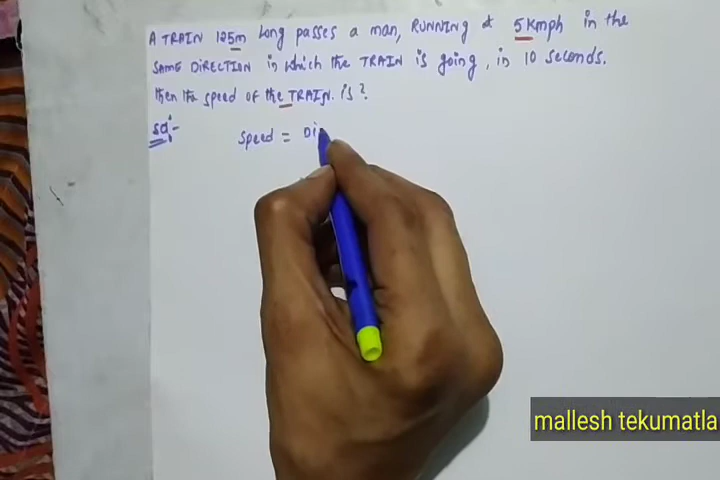 A TRAIN 125m long passes a man, RUNNING at 5kmph in the
SAME DIRECTION in which the TRAIN is going, in 10 seconds.
then the speed of the TRAIN. is?
Sol:-
Speed = Di
mallesh tekumatla